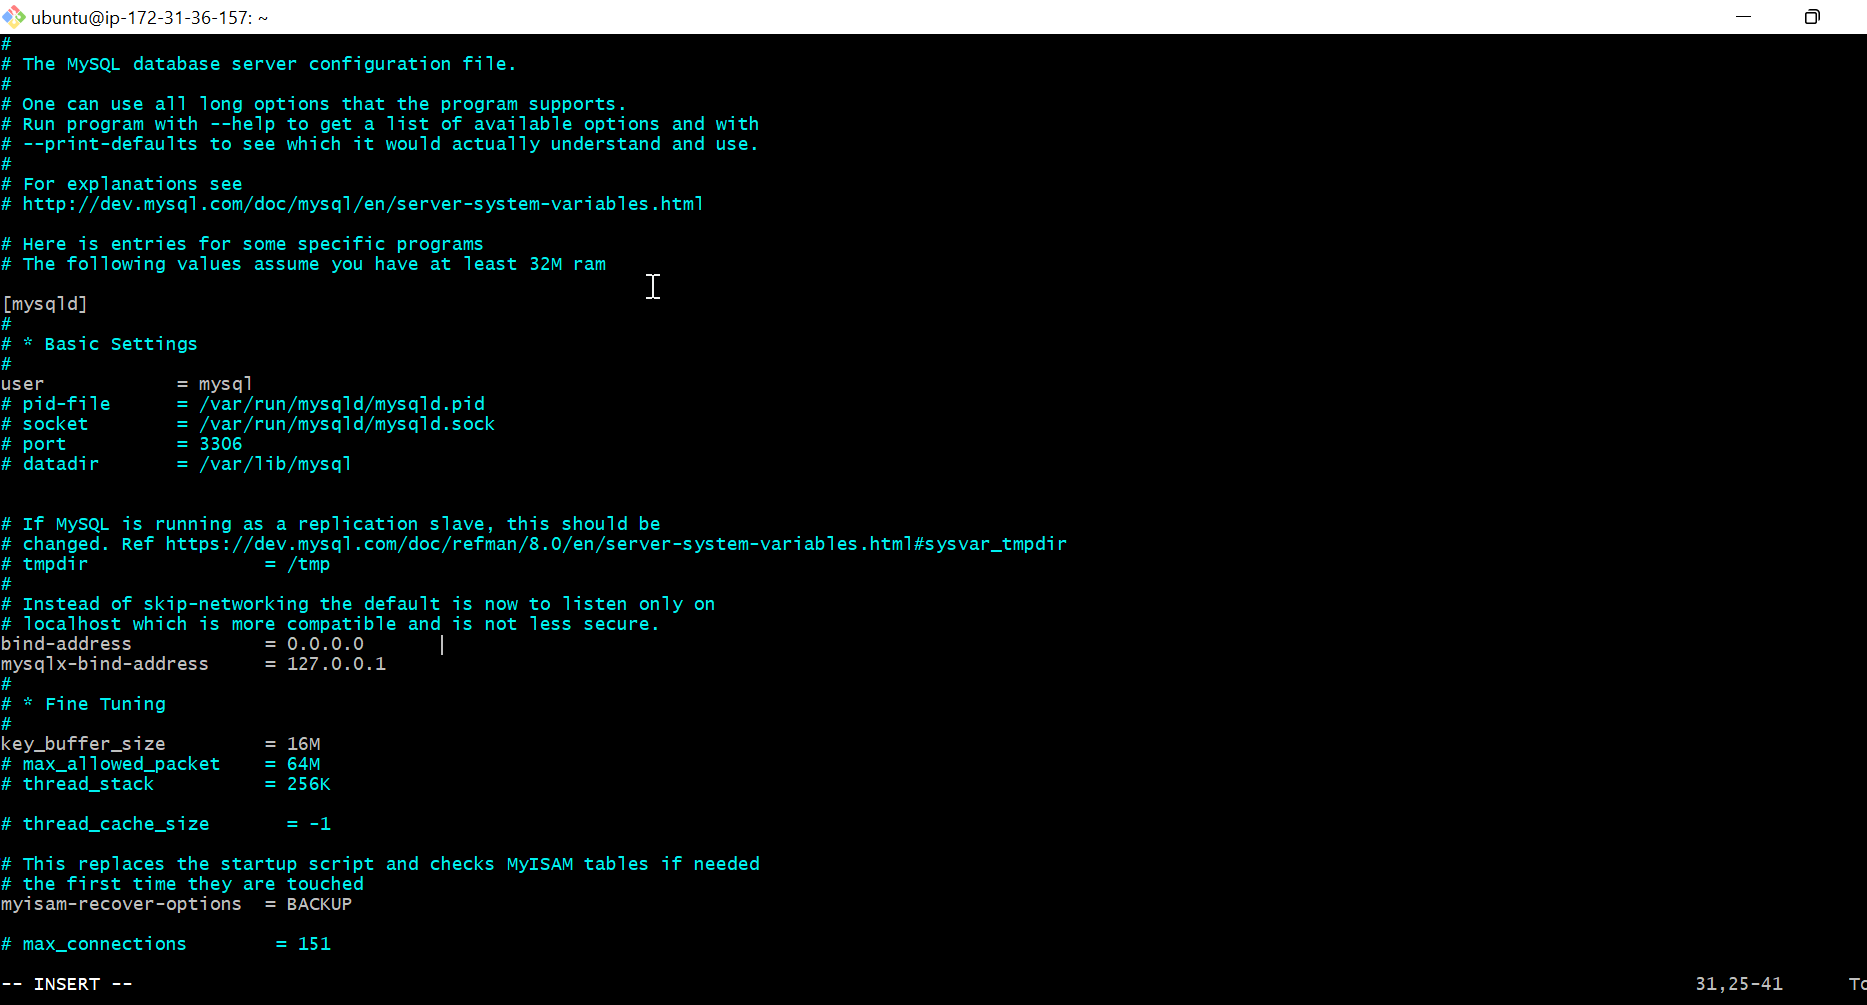 ubuntu@ip-172-31-36-157: ~
#
# The MySQL database server configuration file.
#
# One can use all long options that the program supports.
# Run program with --help to get a list of available options and with
# --print-defaults to see which it would actually understand and use.
#
# For explanations see
# http://dev.mysql.com/doc/mysql/en/server-system-variables.html
# Here is entries for some specific programs
# The following values assume you have at least 32M ram
[mysqld]
#
# * Basic Settings
#
user            = mysql
# pid-file      = /var/run/mysqld/mysqld.pid
# socket        = /var/run/mysqld/mysqld.sock
# port          = 3306
# datadir       = /var/lib/mysql
# If MySQL is running as a replication slave, this should be
# changed. Ref https://dev.mysql.com/doc/refman/8.0/en/server-system-variables.html#sysvar_tmpdir
# tmpdir                = /tmp
#
# Instead of skip-networking the default is now to listen only on
# localhost which is more compatible and is not less secure.
bind-address            = 0.0.0.0
mysqlx-bind-address     = 127.0.0.1
#
# * Fine Tuning
#
key_buffer_size         = 16M
# max_allowed_packet    = 64M
# thread_stack          = 256K
# thread_cache_size       = -1
# This replaces the startup script and checks MyISAM tables if needed
# the first time they are touched
myisam-recover-options  = BACKUP
# max_connections        = 151
-- INSERT --
31,25-41